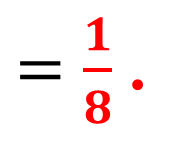 = 1/8 .